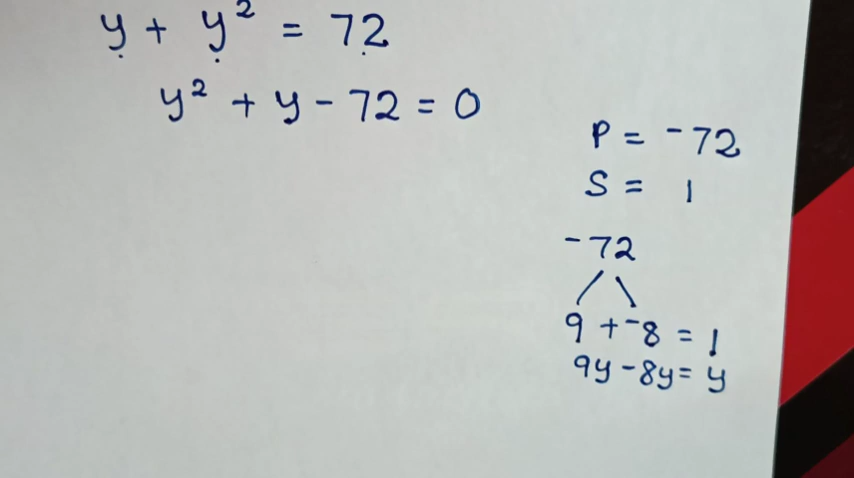 y + y² = 72
y² + y - 72 = 0
P = ⁻72
S = 1
⁻72
9 + ⁻8 = 1
9y - 8y = y